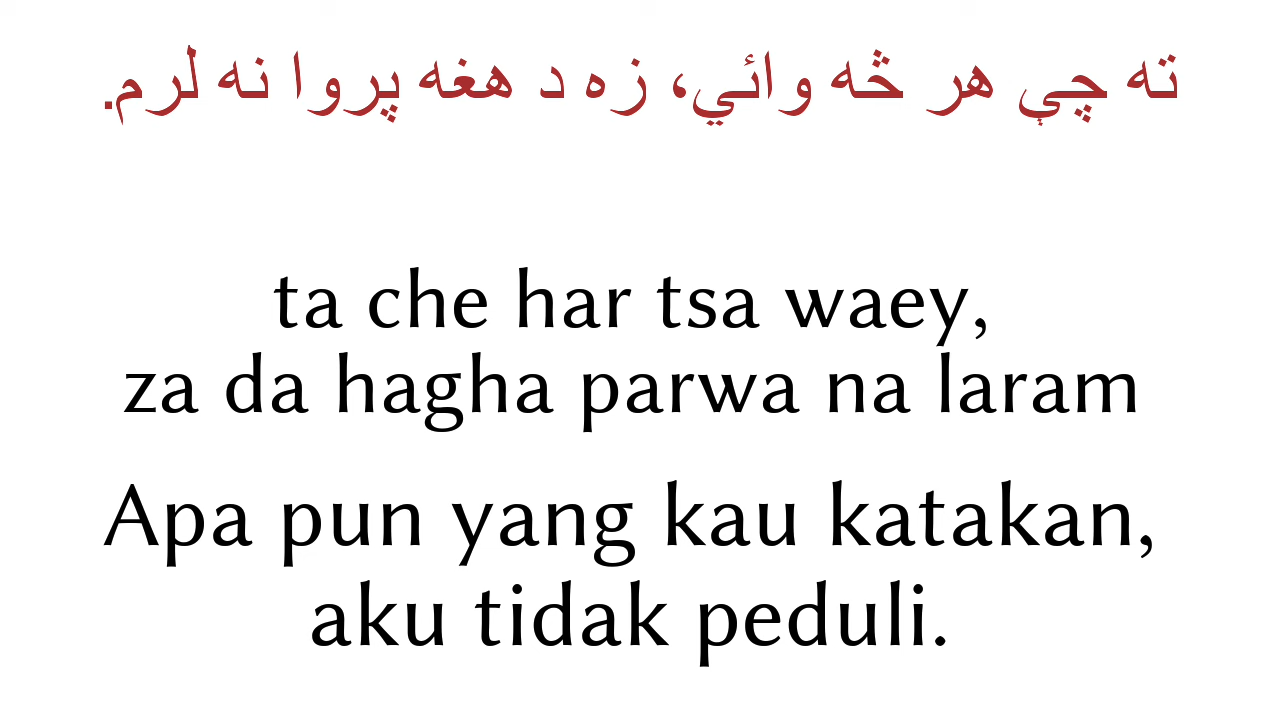 ته چې هر څه وائي، زه د هغه پروا نه لرم.
ta che har tsa waey,
za da hagha parwa na laram
Apa pun yang kau katakan,
aku tidak peduli.